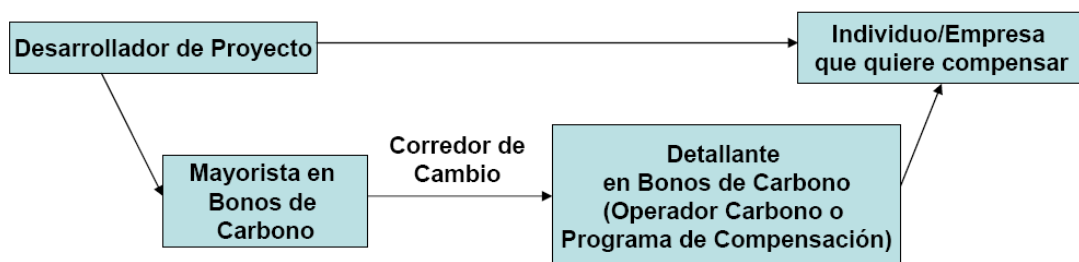 Desarrollador de Proyecto
Individuo/Empresa
que quiere compensar
Mayorista en
Bonos de
Carbono
Corredor de
Cambio
Detallante
en Bonos de Carbono
(Operador Carbono o
Programa de Compensación)